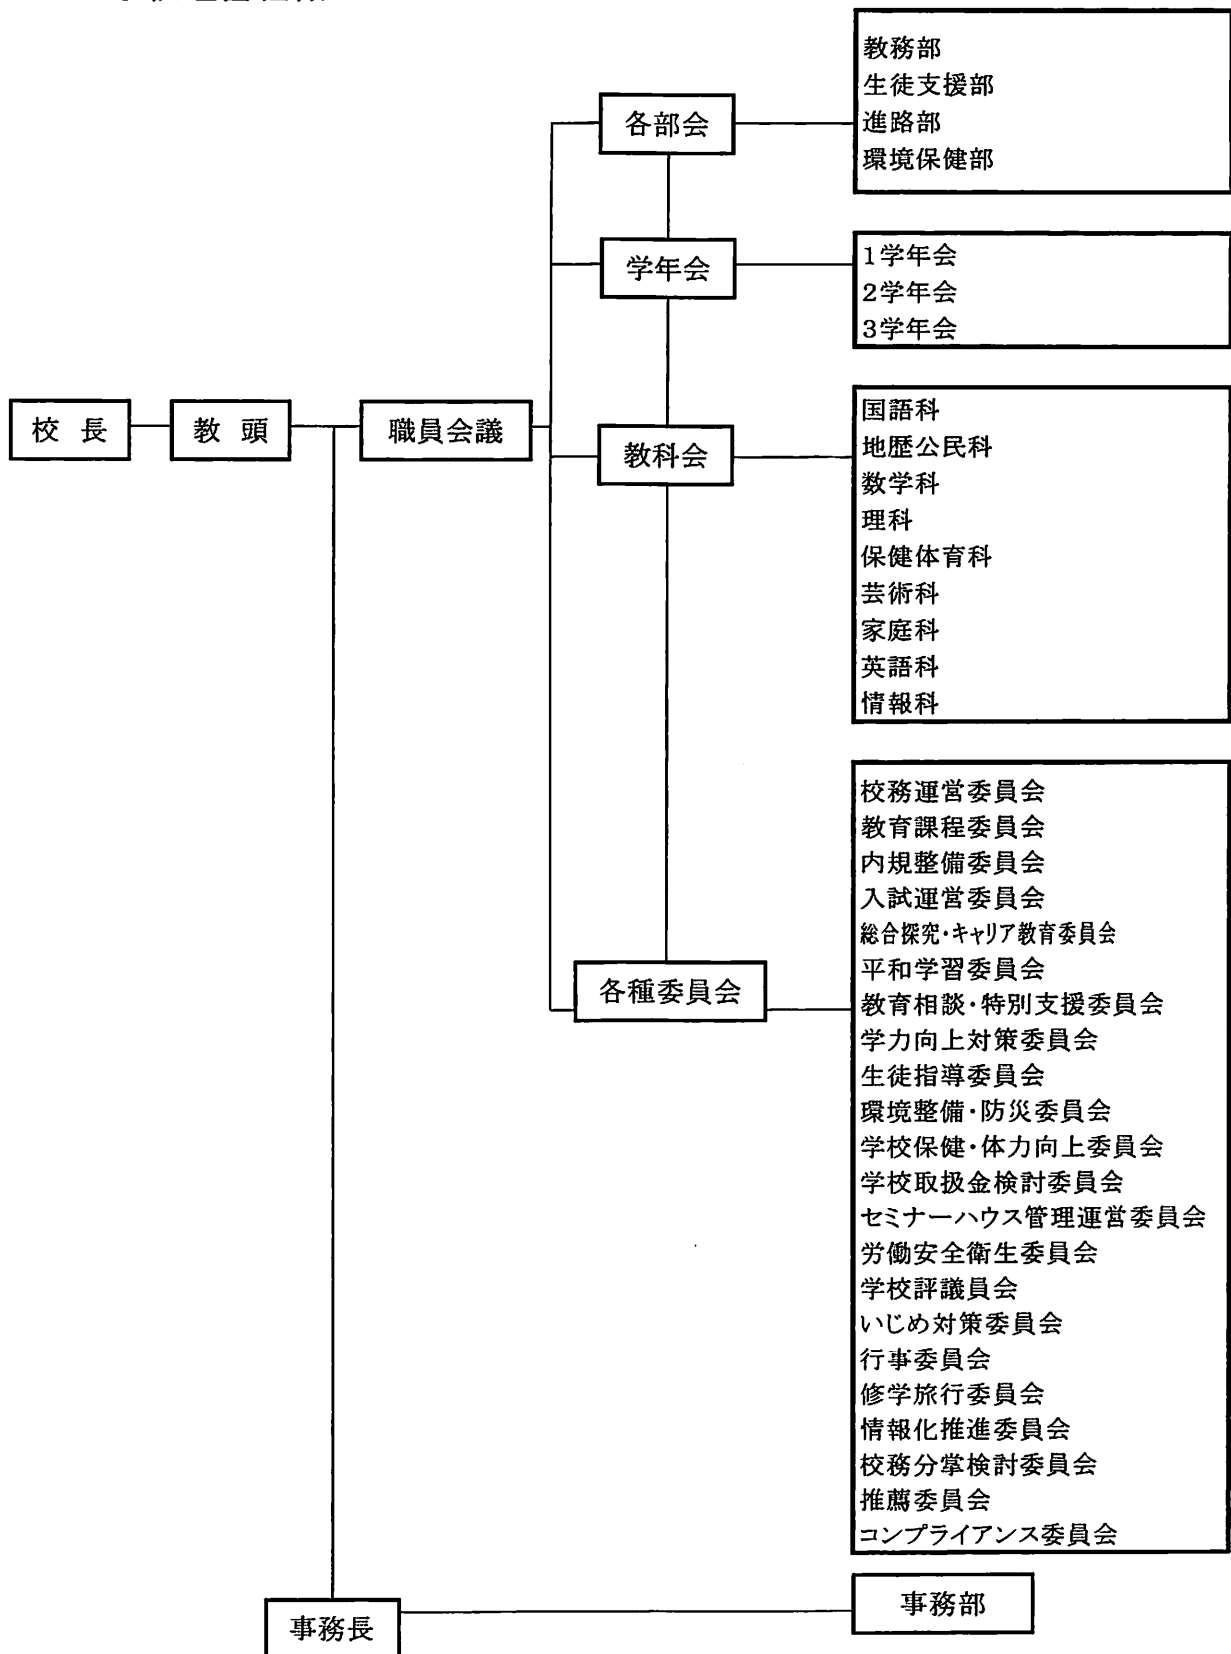 教務部
生徒支援部
進路部
環境保健部
各部会
学年会
1学年会
2学年会
3学年会
校 長
教 頭
職員会議
教科会
国語科
地歴公民科
数学科
理科
保健体育科
芸術科
家庭科
英語科
情報科
各種委員会
校務運営委員会
教育課程委員会
内規整備委員会
入試運営委員会
総合探究・キャリア教育委員会
平和学習委員会
教育相談・特別支援委員会
学力向上対策委員会
生徒指導委員会
環境整備・防災委員会
学校保健・体力向上委員会
学校取扱金検討委員会
セミナーハウス管理運営委員会
労働安全衛生委員会
学校評議員会
いじめ対策委員会
行事委員会
修学旅行委員会
情報化推進委員会
校務分掌検討委員会
推薦委員会
コンプライアンス委員会
事務長
事務部